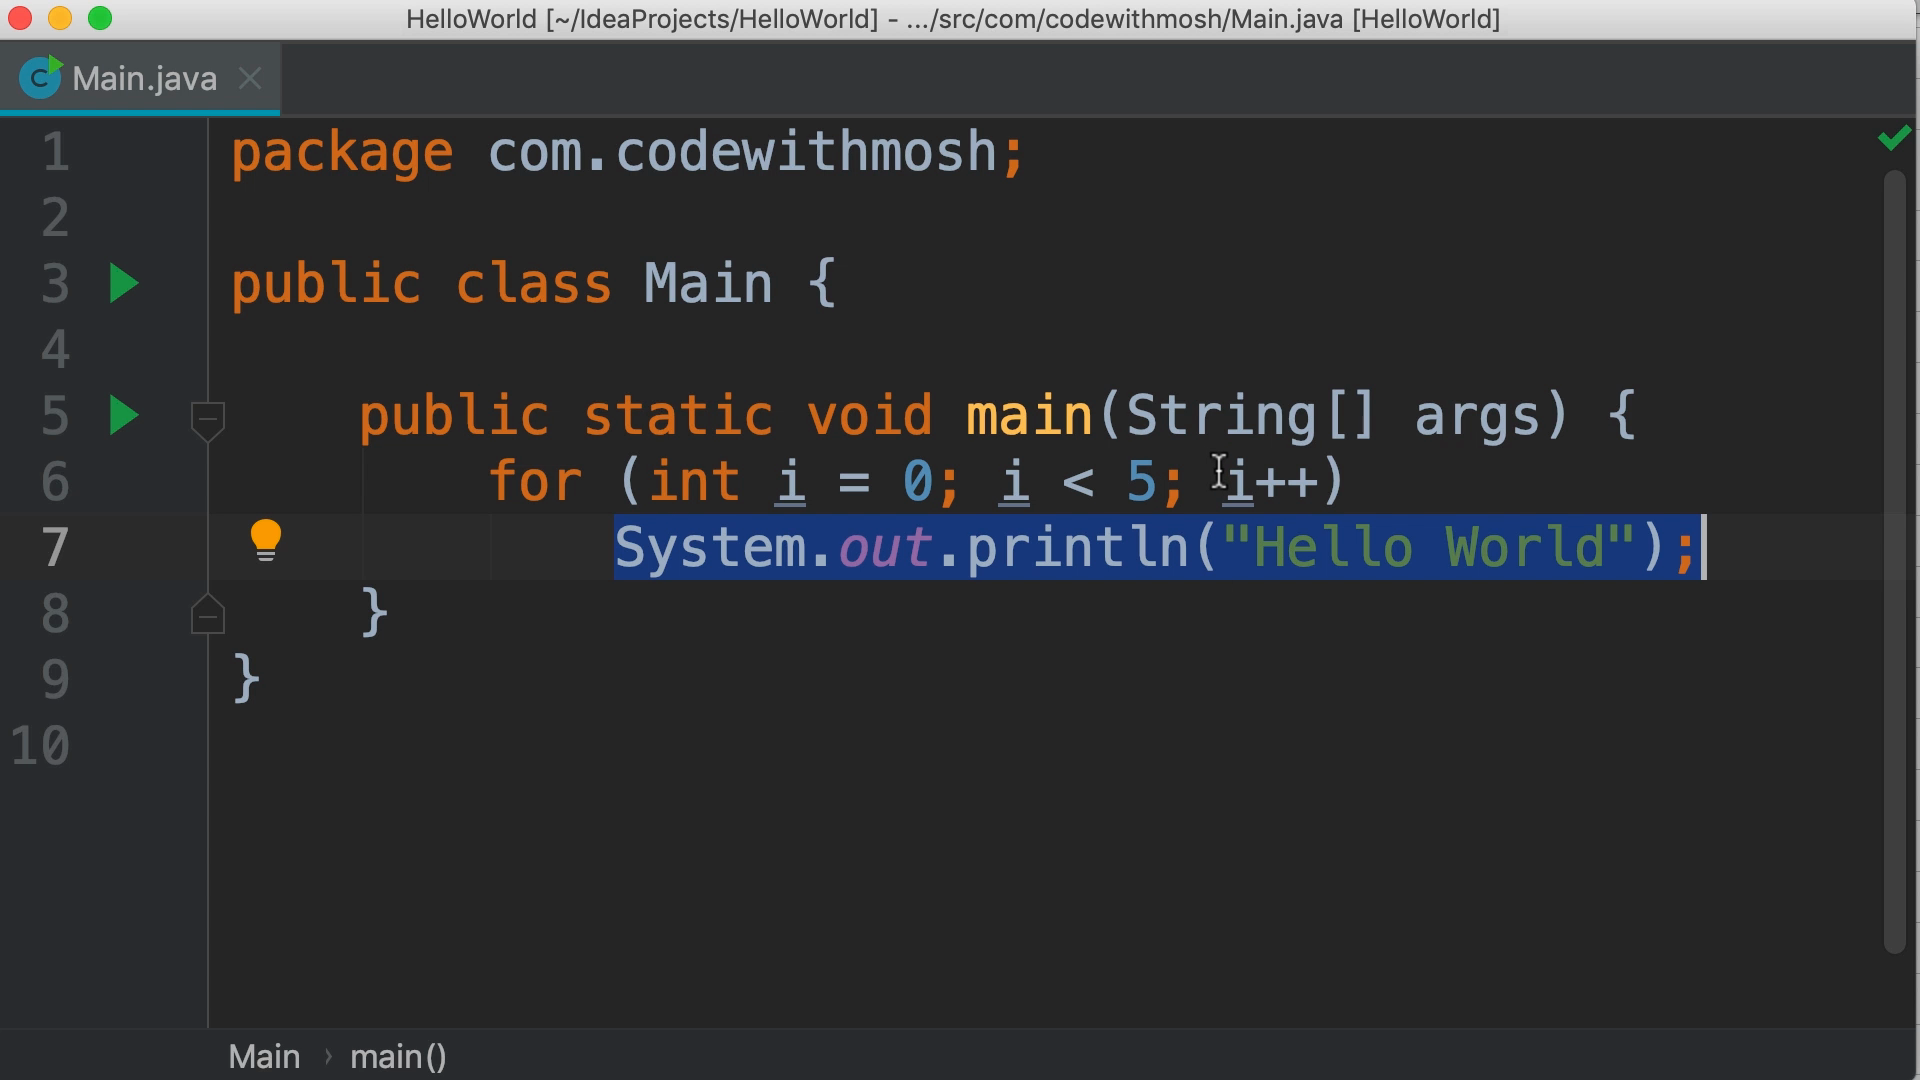 HelloWorld [~/IdeaProjects/HelloWorld] - .../src/com/codewithmosh/Main.java [HelloWorld]
C Main.java
1 package com.codewithmosh;
2
3 public class Main {
4
5 public static void main(String[] args) {
6 for (int i = 0; i < 5; i++)
7 System.out.println("Hello World");
8 }
9 }
10
Main › main()